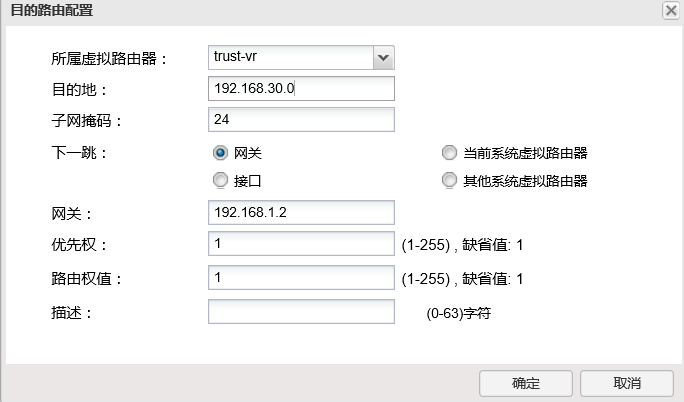 目的路由配置
所属虚拟路由器： trust-vr
目的地： 192.168.30.0
子网掩码： 24
下一跳： 网关 当前系统虚拟路由器
接口 其他系统虚拟路由器
网关： 192.168.1.2
优先权： 1 (1-255) , 缺省值: 1
路由权值： 1 (1-255) , 缺省值: 1
描述： (0-63)字符
确定 取消